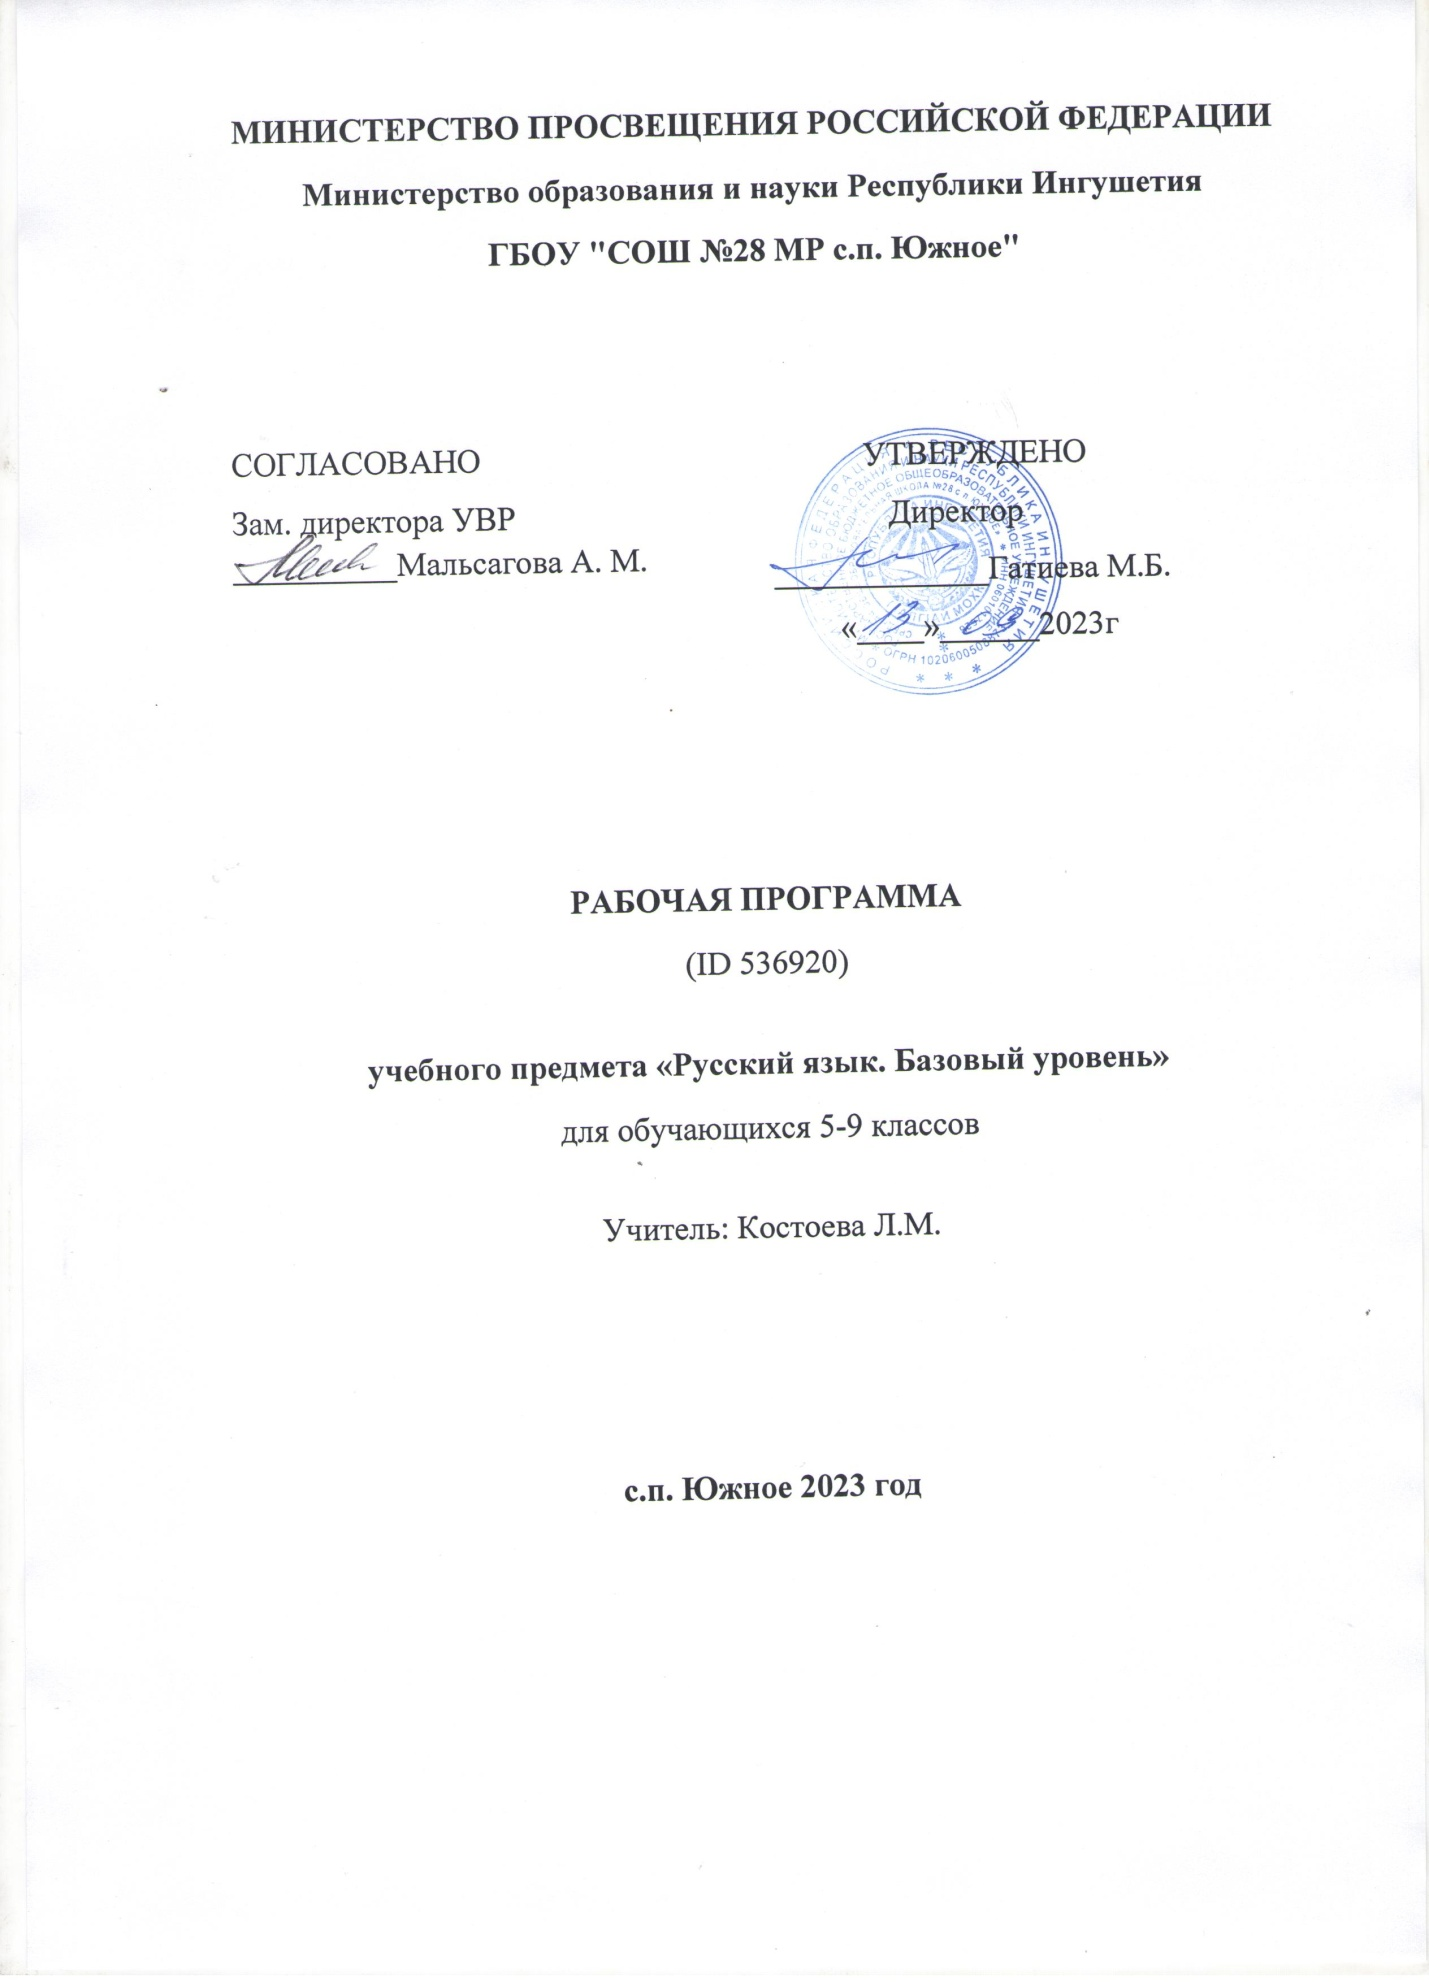 МИНИСТЕРСТВО ПРОСВЕЩЕНИЯ РОССИЙСКОЙ ФЕДЕРАЦИИ
Министерство образования и науки Республики Ингушетия
ГБОУ "СОШ №28 МР с.п. Южное"
СОГЛАСОВАНО
Зам. директора УВР
Мальсагова А. М.
УТВЕРЖДЕНО
Директор
Гатиева М.Б.
«13» 09 2023г
РАБОЧАЯ ПРОГРАММА
(ID 536920)
учебного предмета «Русский язык. Базовый уровень»
для обучающихся 5-9 классов
Учитель: Костоева Л.М.
с.п. Южное 2023 год